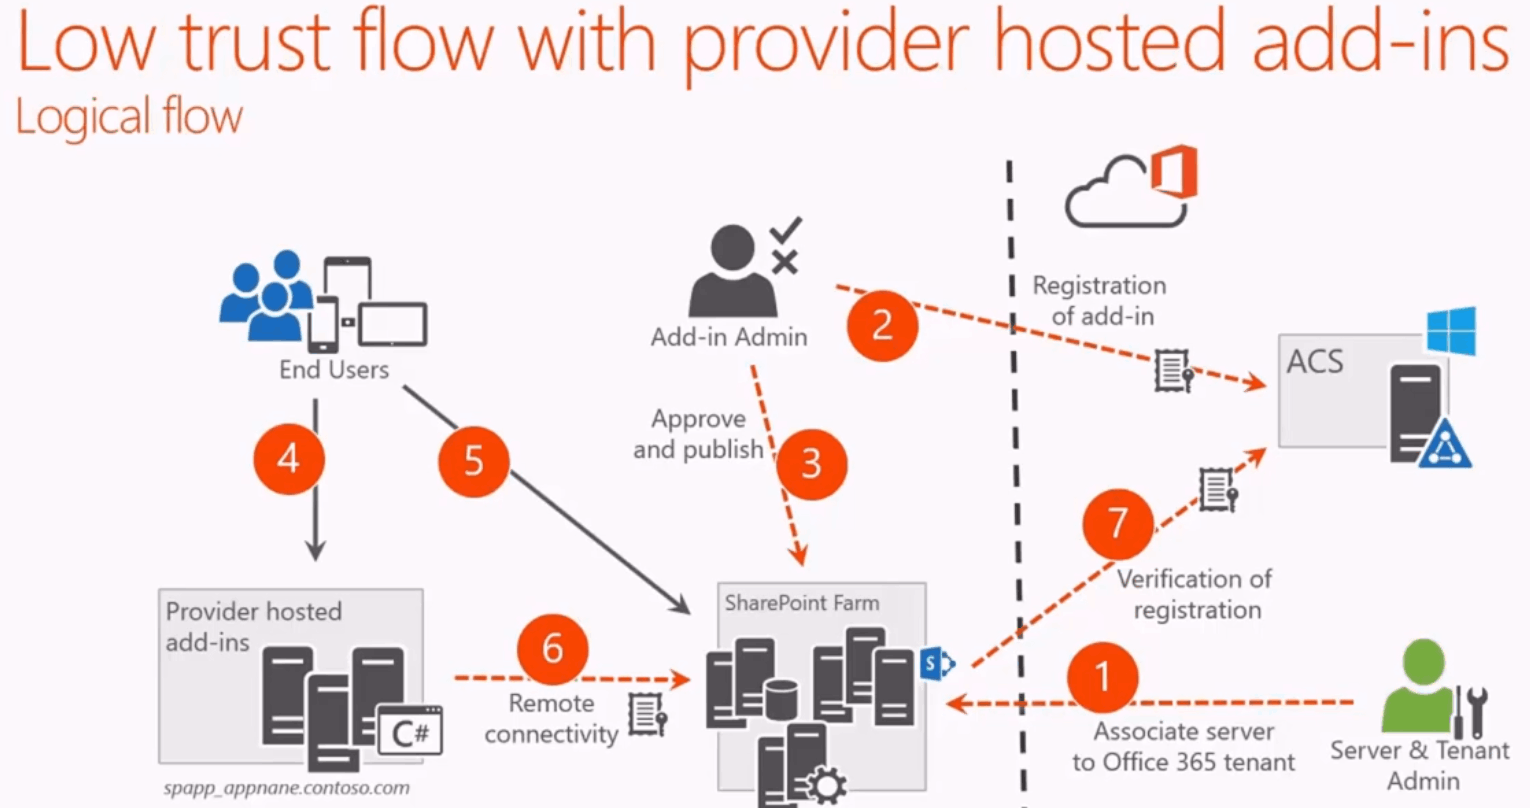 Low trust flow with provider hosted add-ins
Logical flow
End Users
Add-in Admin
2
Registration
of add-in
ACS
4
5
Approve
and publish
3
7
Verification of
registration
Provider hosted
add-ins
C#
spapp_appnane.contoso.com
6
Remote
connectivity
SharePoint Farm
S
1
Associate server
to Office 365 tenant
Server & Tenant
Admin